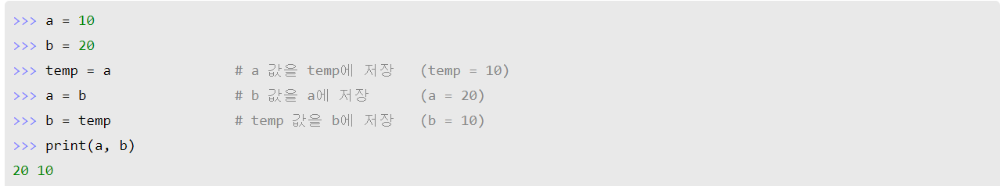 >>> a = 10
>>> b = 20
>>> temp = a               # a 값을 temp에 저장   (temp = 10)
>>> a = b                  # b 값을 a에 저장      (a = 20)
>>> b = temp               # temp 값을 b에 저장   (b = 10)
>>> print(a, b)
20 10